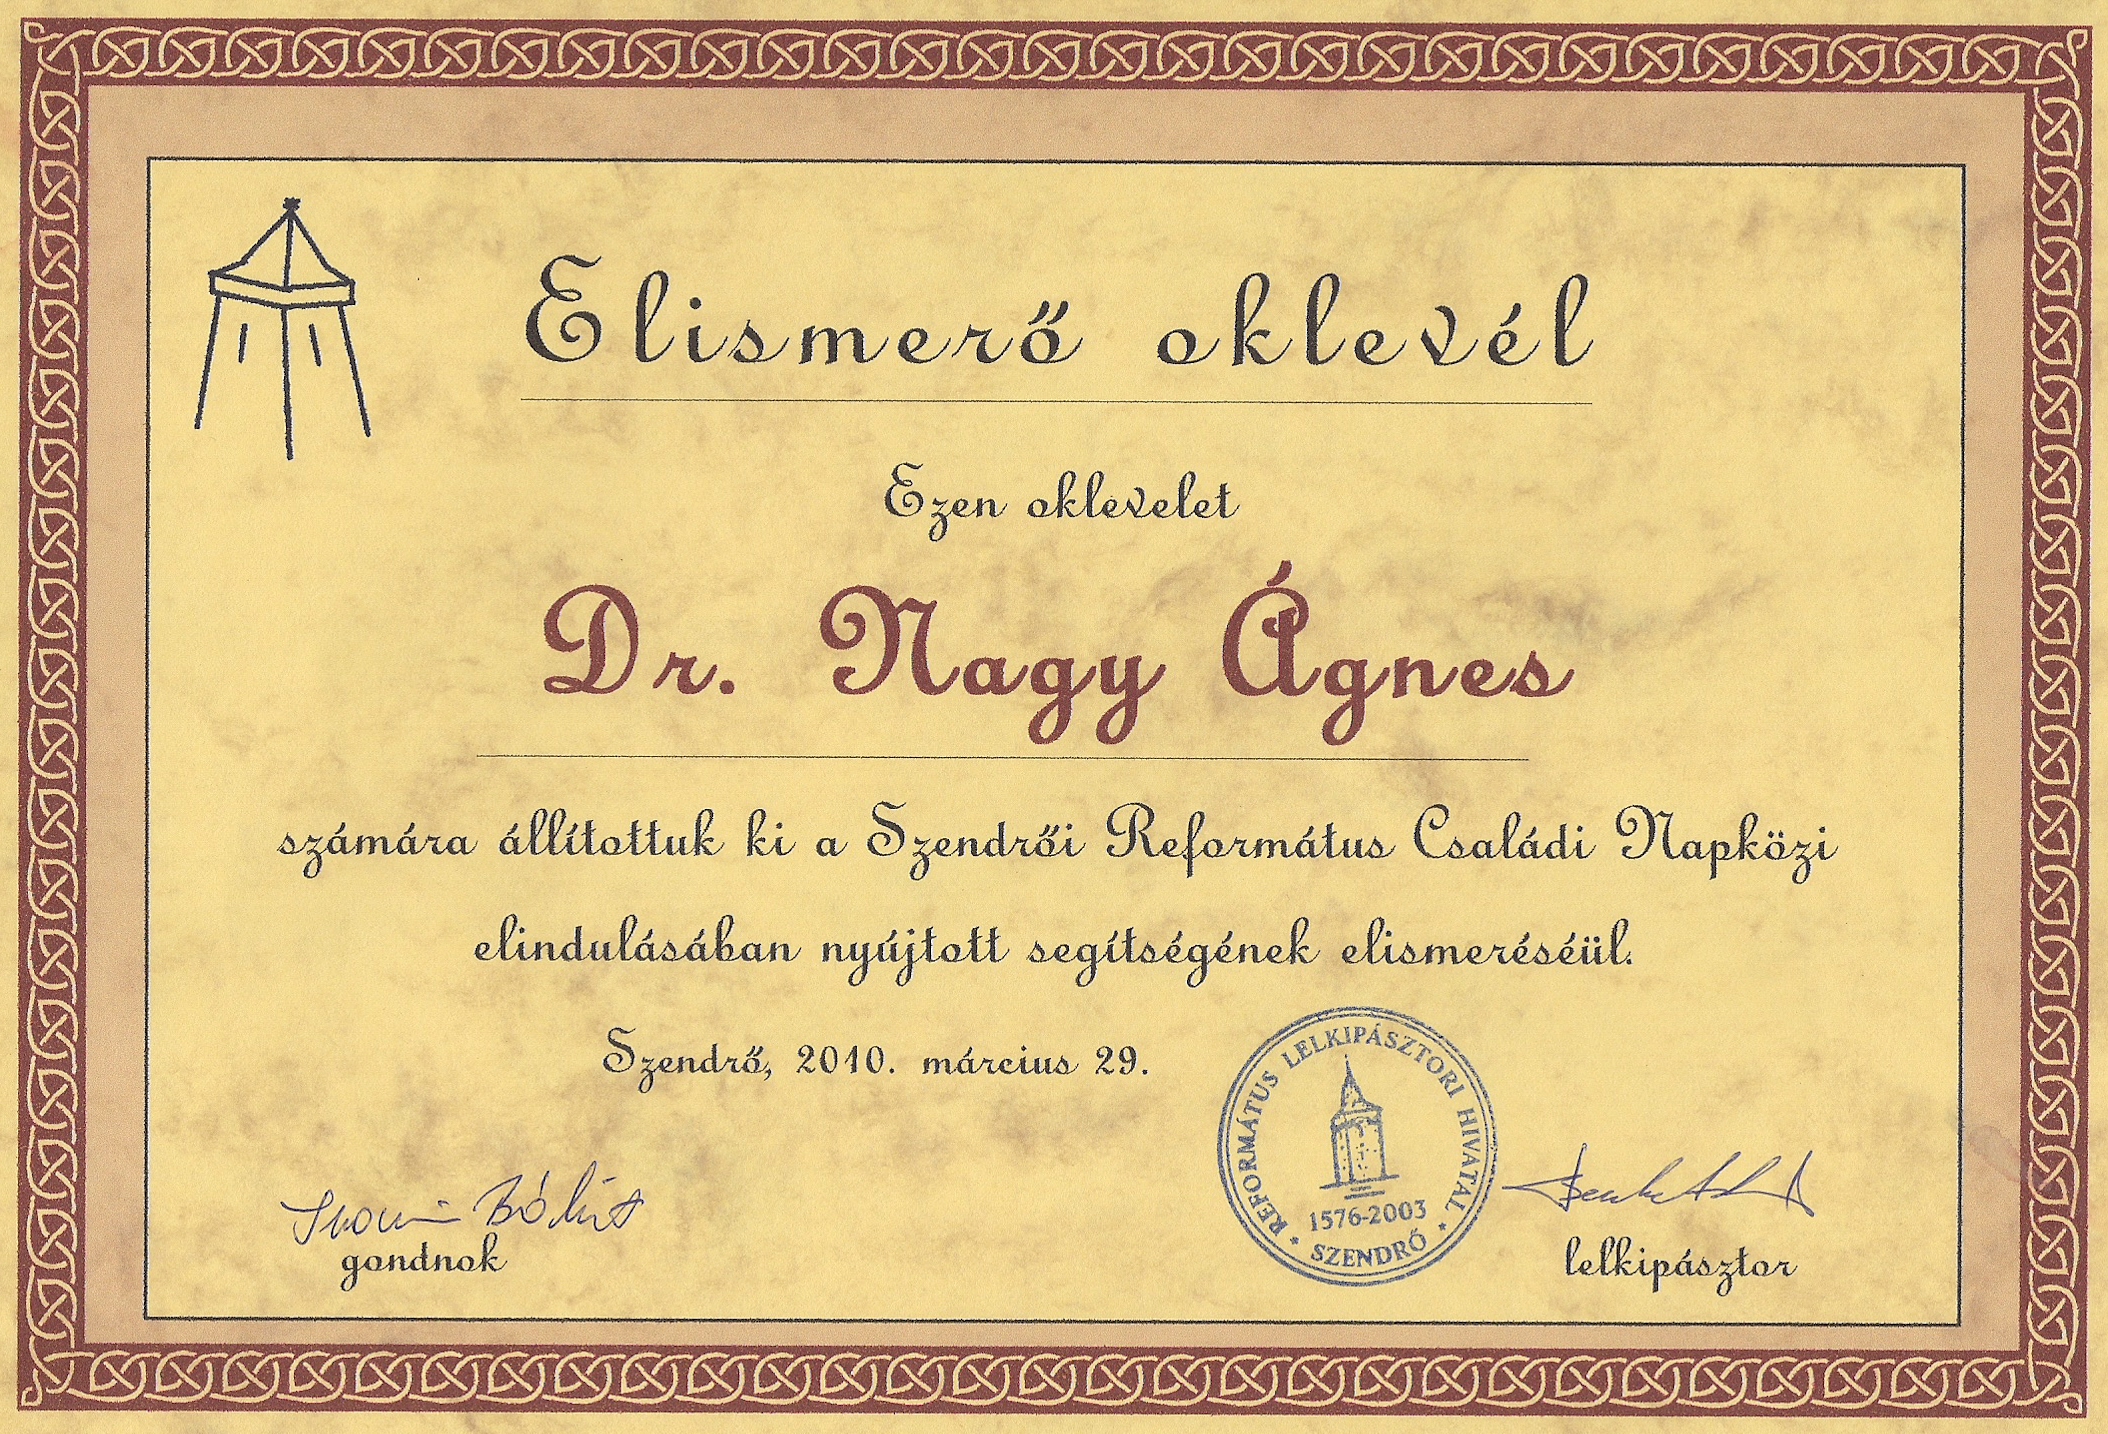 Elismerő oklevél
Ezen oklevelet
Dr. Nagy Ágnes
számára állítottuk ki a Szendrői Református Családi Napközi
elindulásában nyújtott segítségének elismeréséül.
Szendrő, 2010. március 29.
REFORMÁTUS LELKIPÁSZTORI HIVATAL
1576-2003
* SZENDRŐ *
gondnok
lelkipásztor